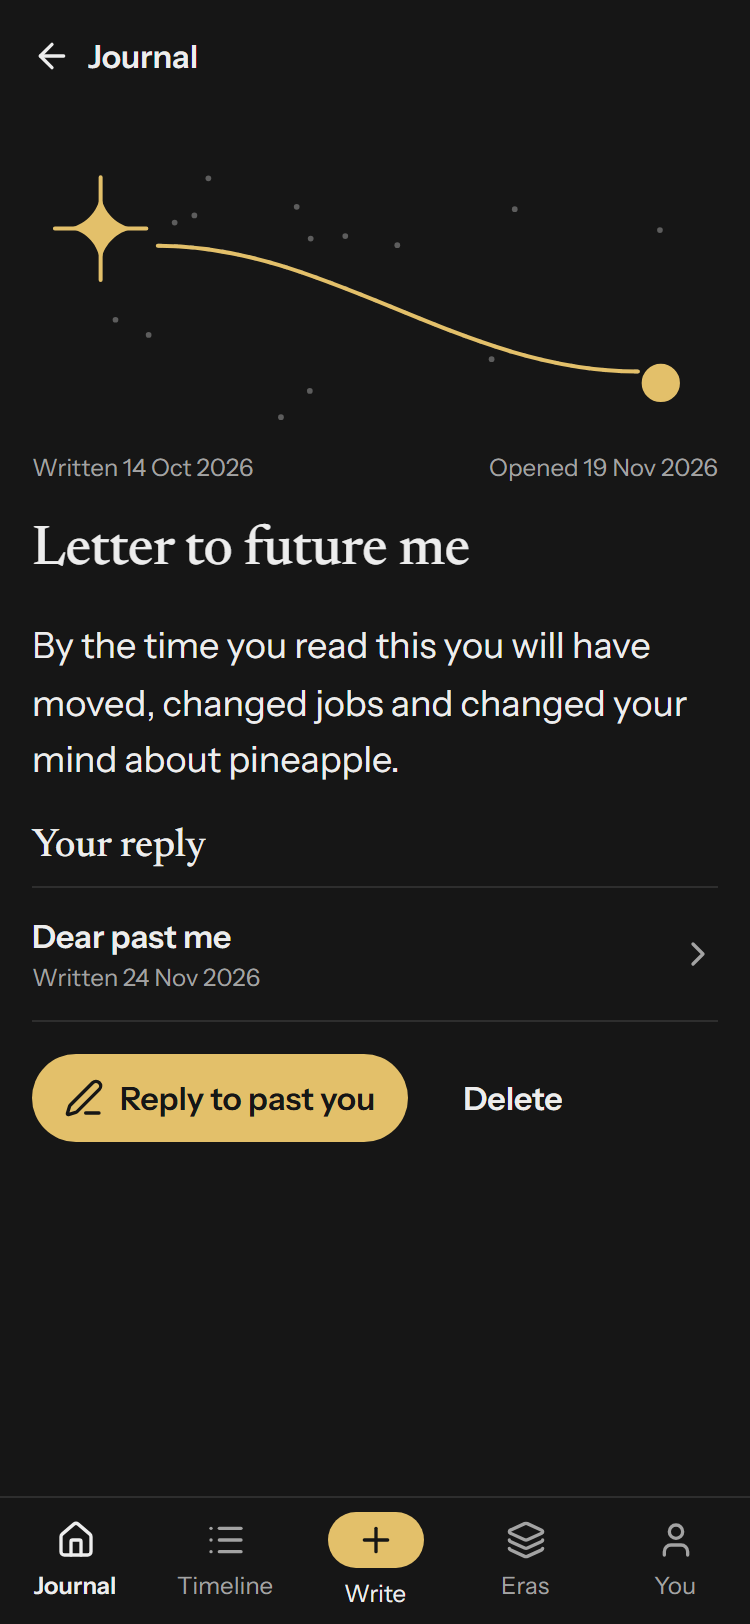 Journal
Written 14 Oct 2026
Opened 19 Nov 2026
Letter to future me
By the time you read this you will have
moved, changed jobs and changed your
mind about pineapple.
Your reply
Dear past me
Written 24 Nov 2026
Reply to past you
Delete
Journal
Timeline
Write
Eras
You